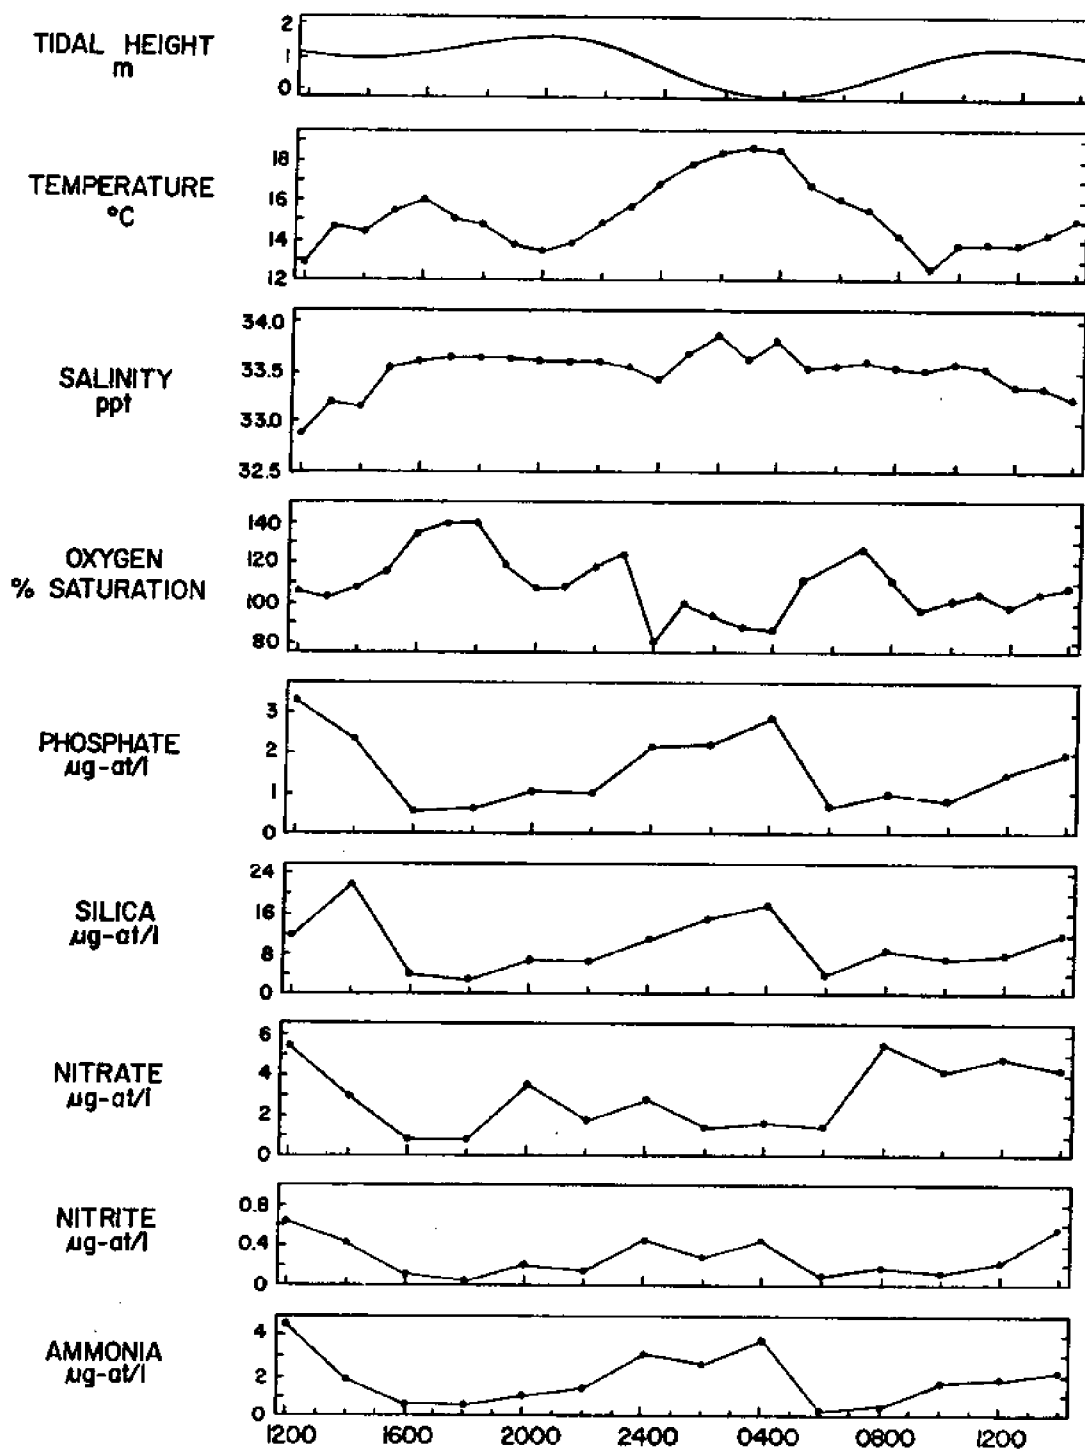 TIDAL HEIGHT
m
2
1
0
TEMPERATURE
°C
18
16
14
12
SALINITY
ppt
34.0
33.5
33.0
32.5
OXYGEN
% SATURATION
140
120
100
80
PHOSPHATE
µg-at/l
3
2
1
0
SILICA
µg-at/l
24
16
8
0
NITRATE
µg-at/l
6
4
2
0
NITRITE
µg-at/l
0.8
0.4
0
AMMONIA
µg-at/l
4
2
0
1200 1600 2000 2400 0400 0800 1200